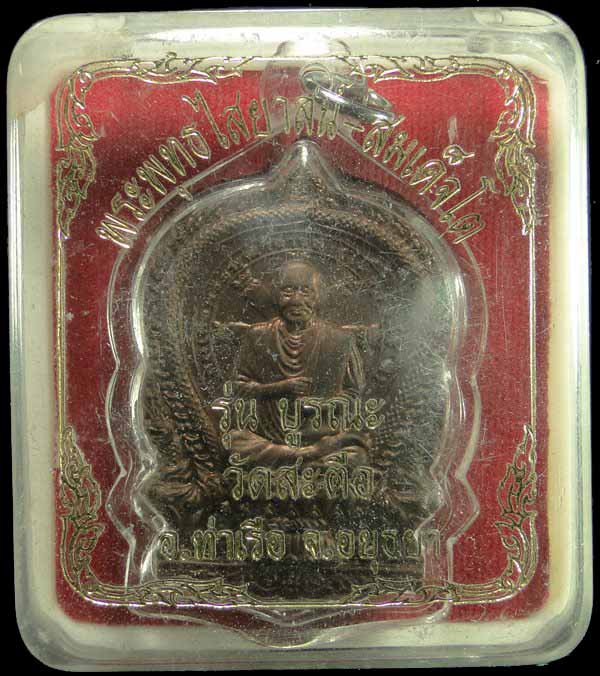 พระพุทธไสยาสน์-สมเด็จโต
รุ่น บูรณะ
วัดสะตือ
อ.ท่าเรือ จ.อยุธยา